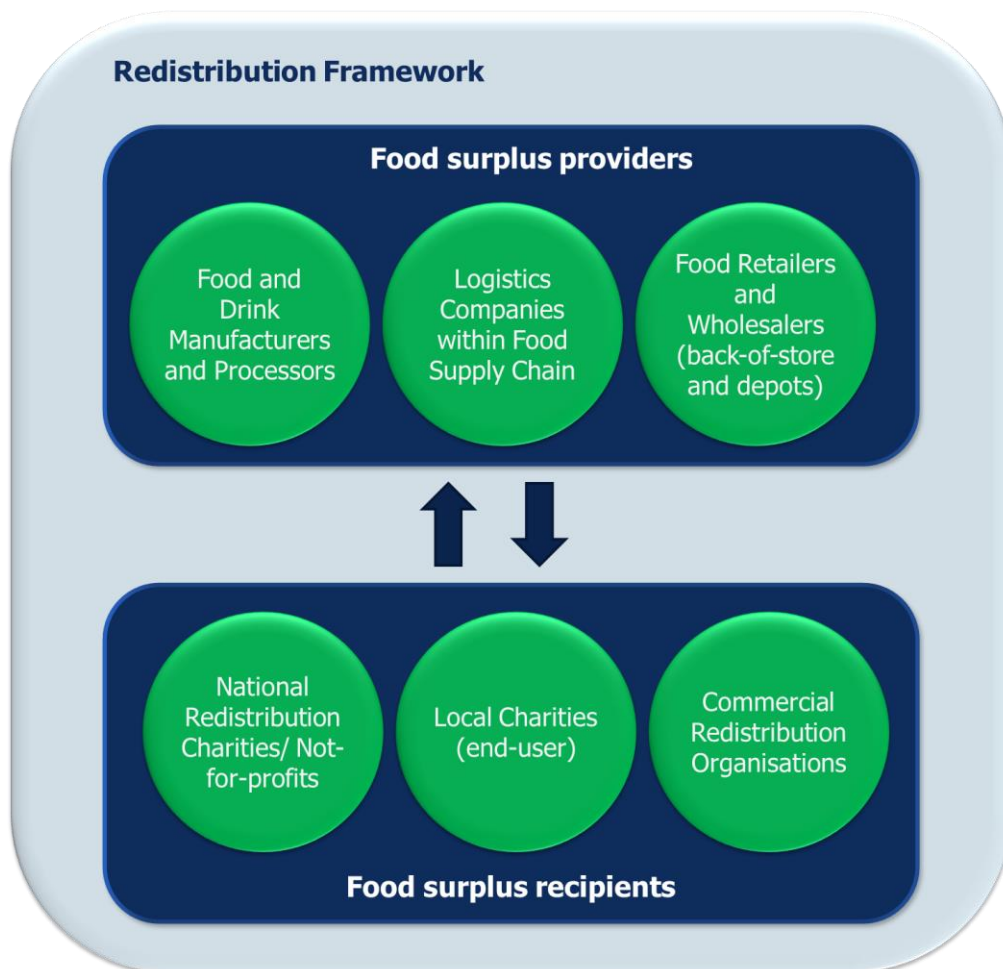 Redistribution Framework
Food surplus providers
Food and
Drink
Manufacturers
and Processors
Logistics
Companies
within Food
Supply Chain
Food Retailers
and
Wholesalers
(back-of-store
and depots)
National
Redistribution
Charities/ Not-
for-profits
Local Charities
(end-user)
Commercial
Redistribution
Organisations
Food surplus recipients